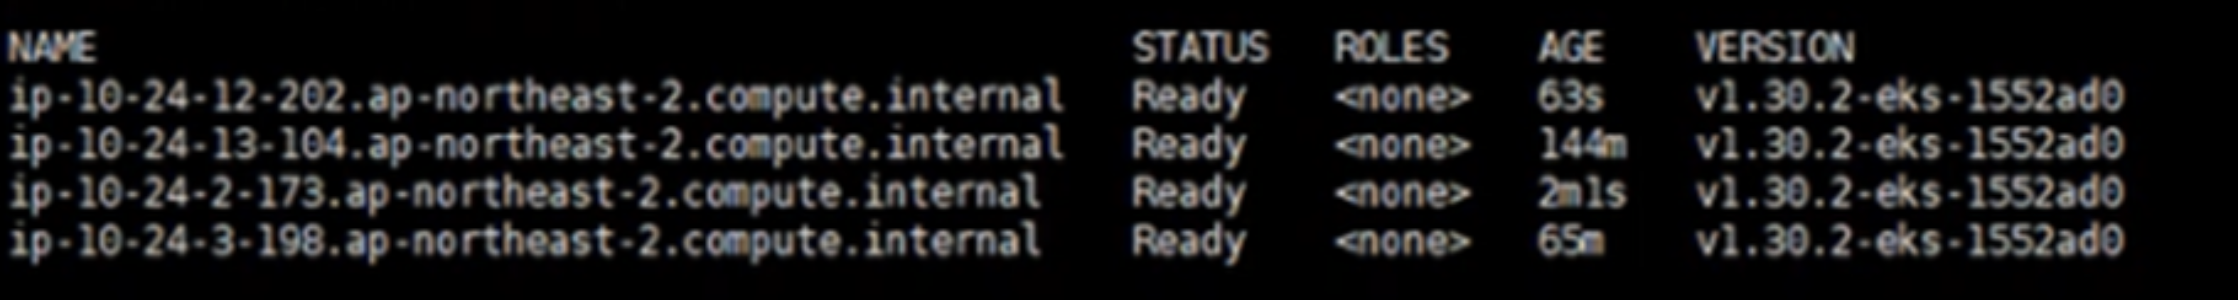 NAME STATUS ROLES AGE VERSION
ip-10-24-12-202.ap-northeast-2.compute.internal Ready <none> 63s v1.30.2-eks-1552ad0
ip-10-24-13-104.ap-northeast-2.compute.internal Ready <none> 144m v1.30.2-eks-1552ad0
ip-10-24-2-173.ap-northeast-2.compute.internal Ready <none> 2m1s v1.30.2-eks-1552ad0
ip-10-24-3-198.ap-northeast-2.compute.internal Ready <none> 65m v1.30.2-eks-1552ad0